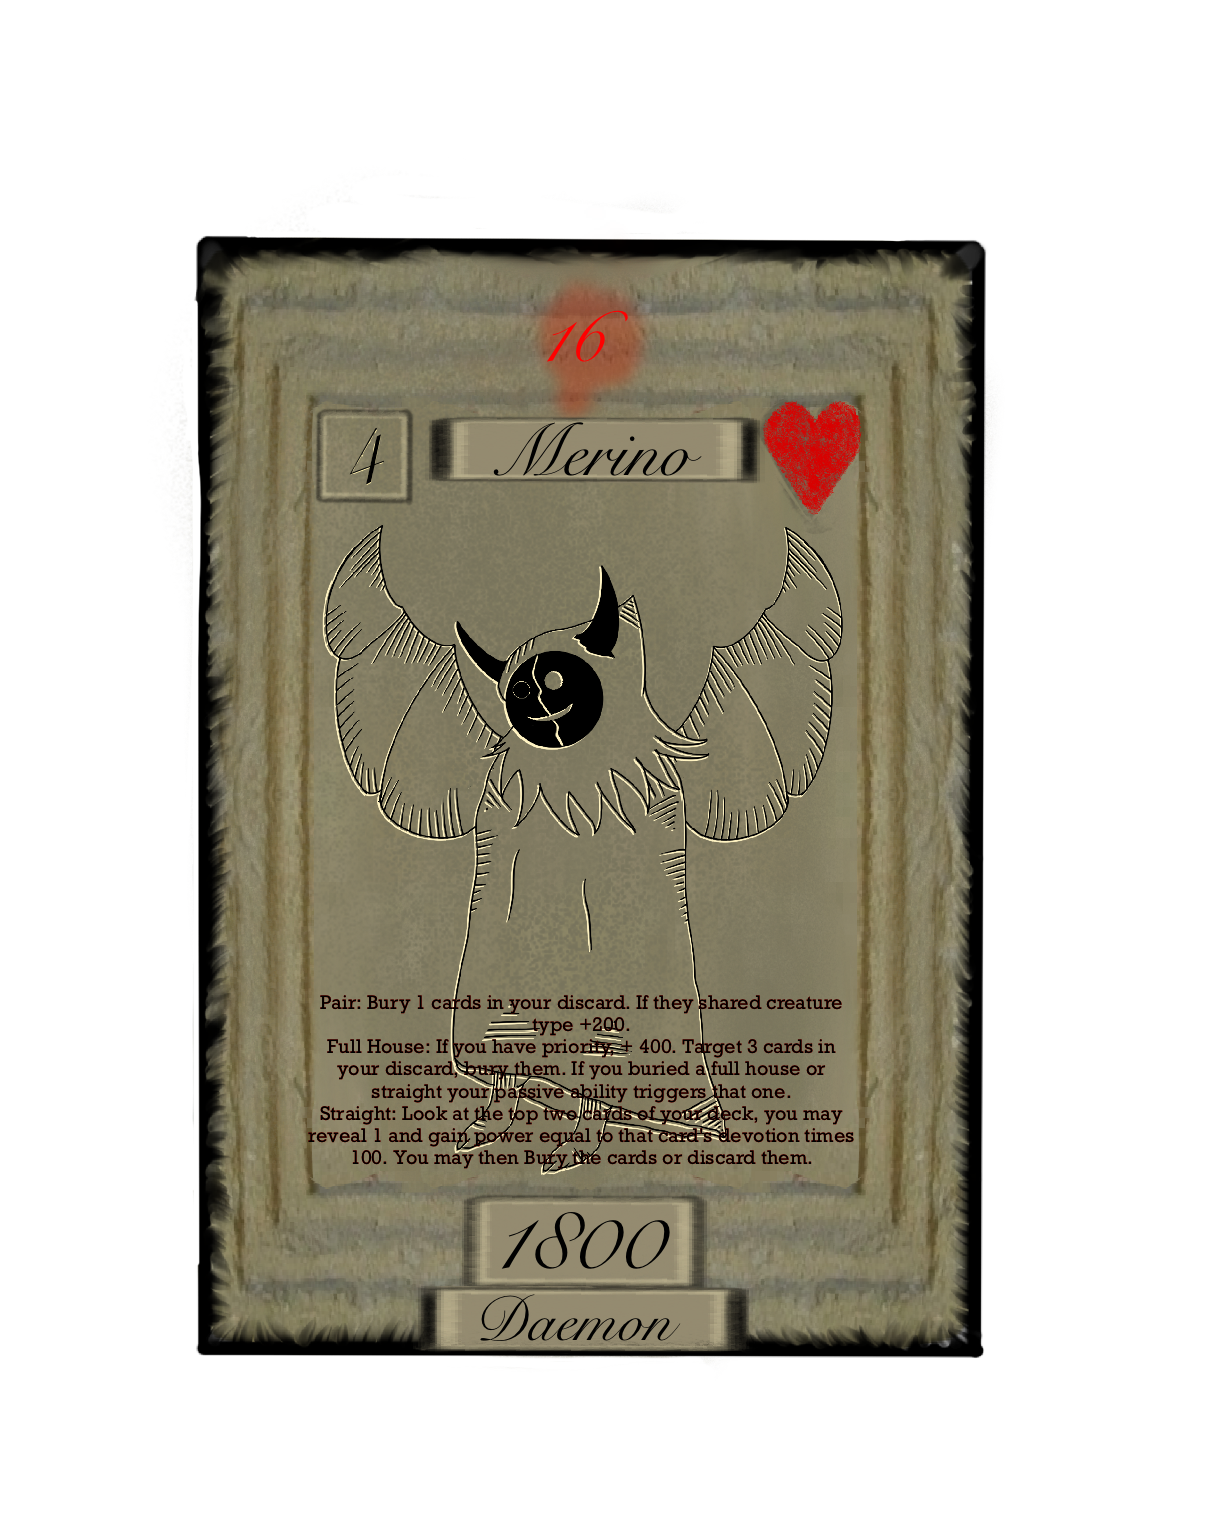 16
4
Merino
Pair: Bury 1 cards in your discard. If they shared creature
type +200.
Full House: If you have priority, + 400. Target 3 cards in
your discard, bury them. If you buried a full house or
straight your passive ability triggers that one.
Straight: Look at the top two cards of your deck, you may
reveal 1 and gain power equal to that card's devotion times
100. You may then Bury the cards or discard them.
1800
Daemon